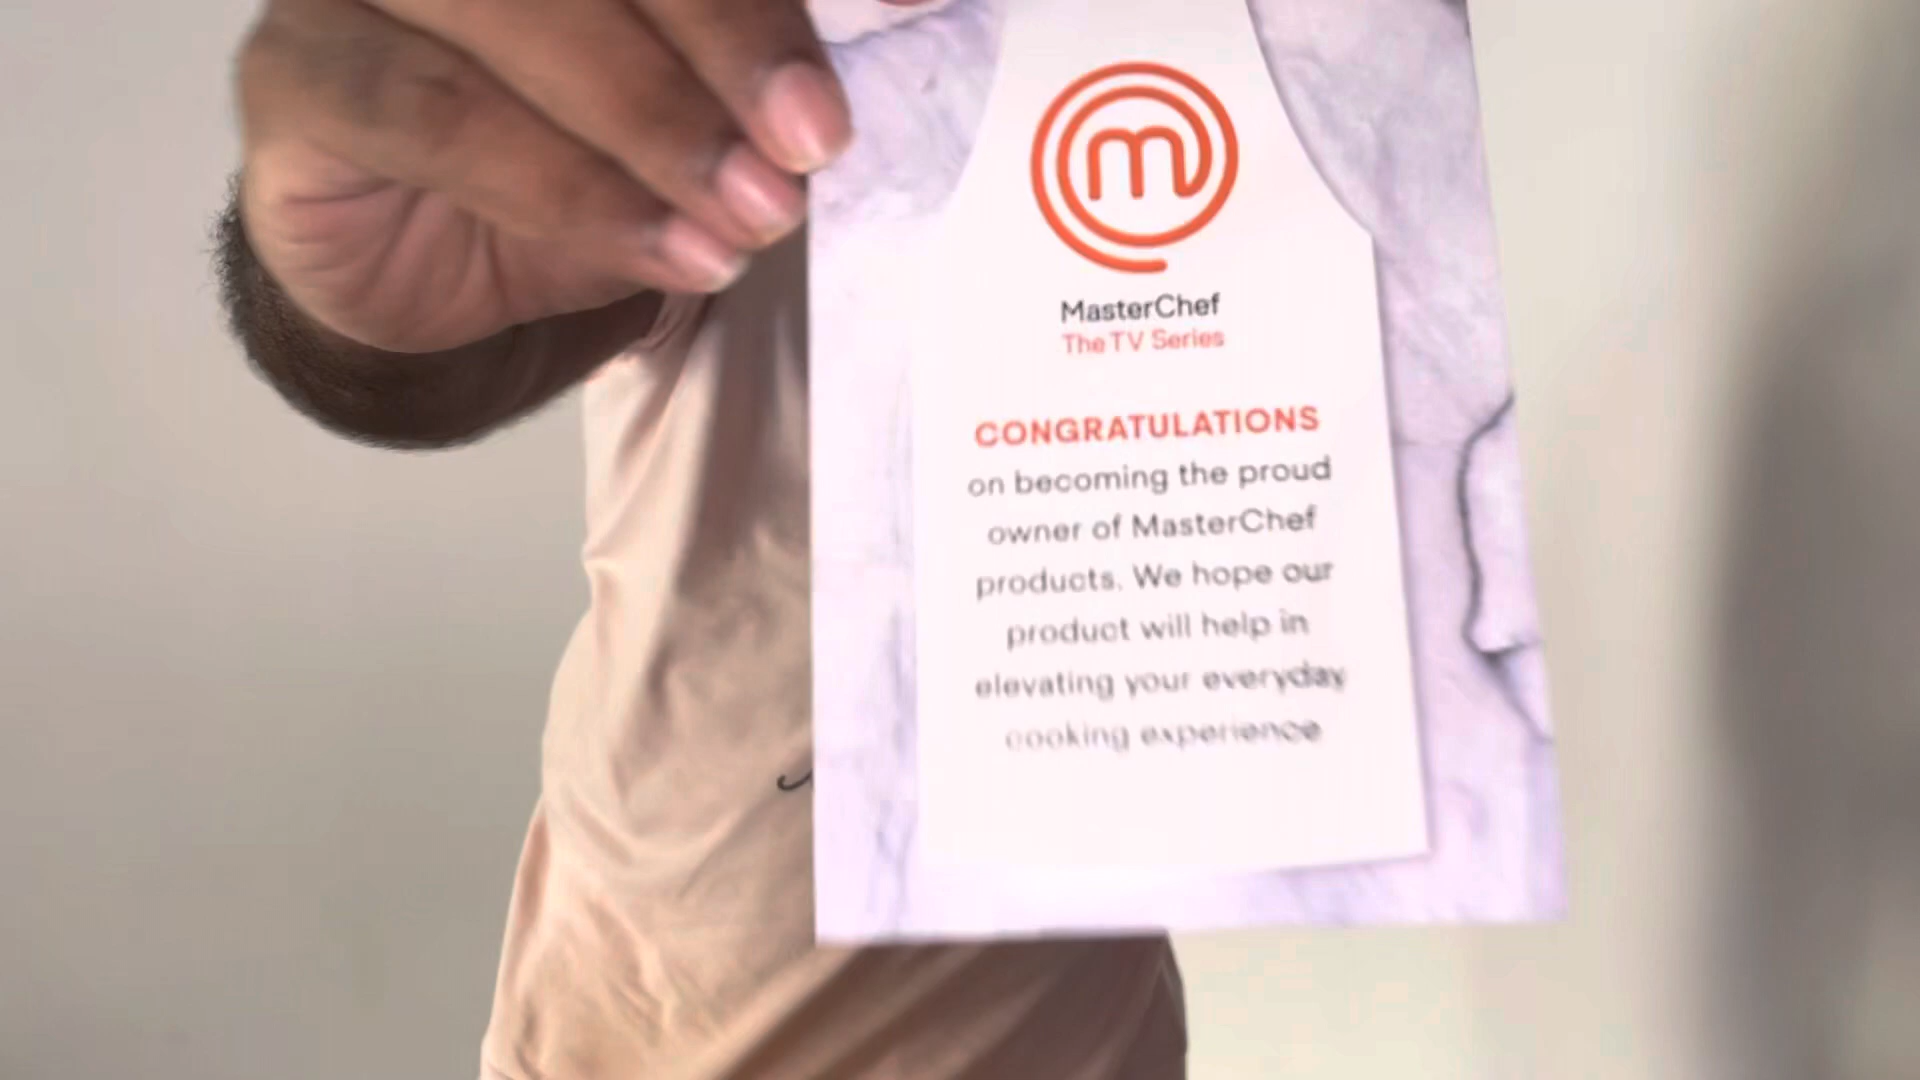 m
MasterChef
The TV Series
CONGRATULATIONS
on becoming the proud
owner of MasterChef
products. We hope our
product will help in
elevating your everyday
cooking experience